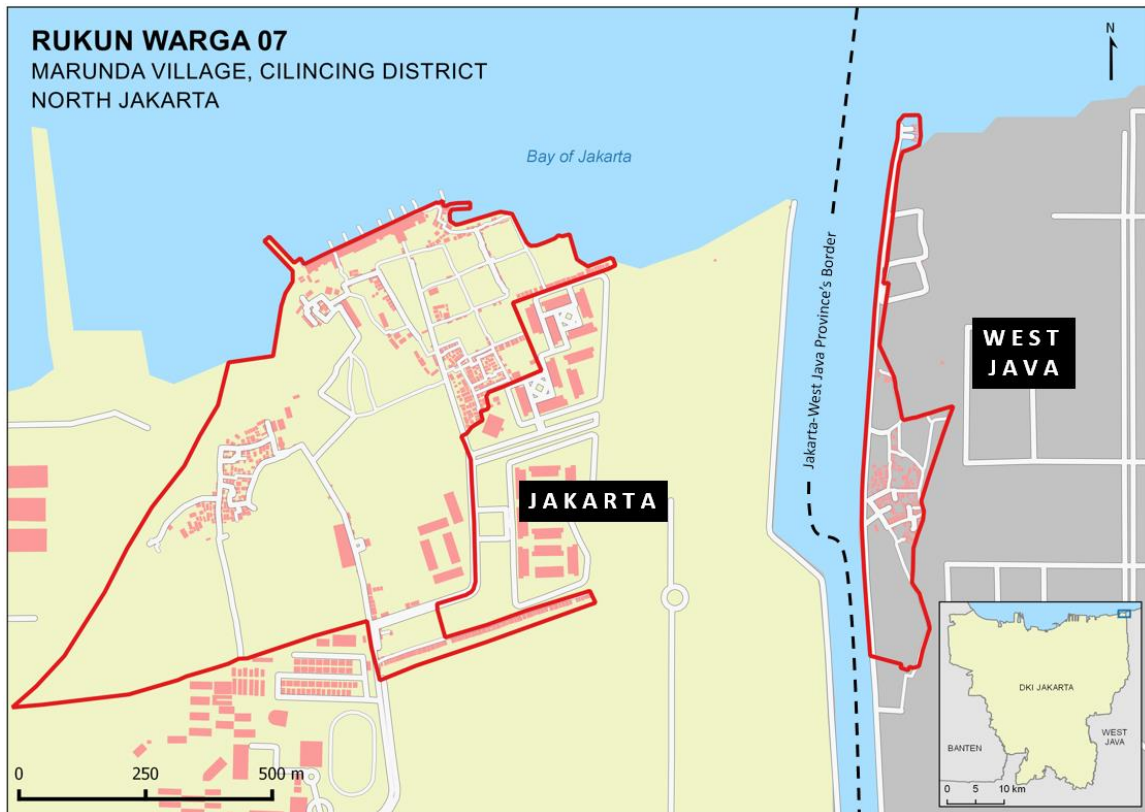 RUKUN WARGA 07
MARUNDA VILLAGE, CILINCING DISTRICT
NORTH JAKARTA
N
Bay of Jakarta
Jakarta-West Java Province's Border
WEST
JAVA
JAKARTA
0 250 500 m
DKI JAKARTA
BANTEN
WEST
JAVA
0 5 10 km